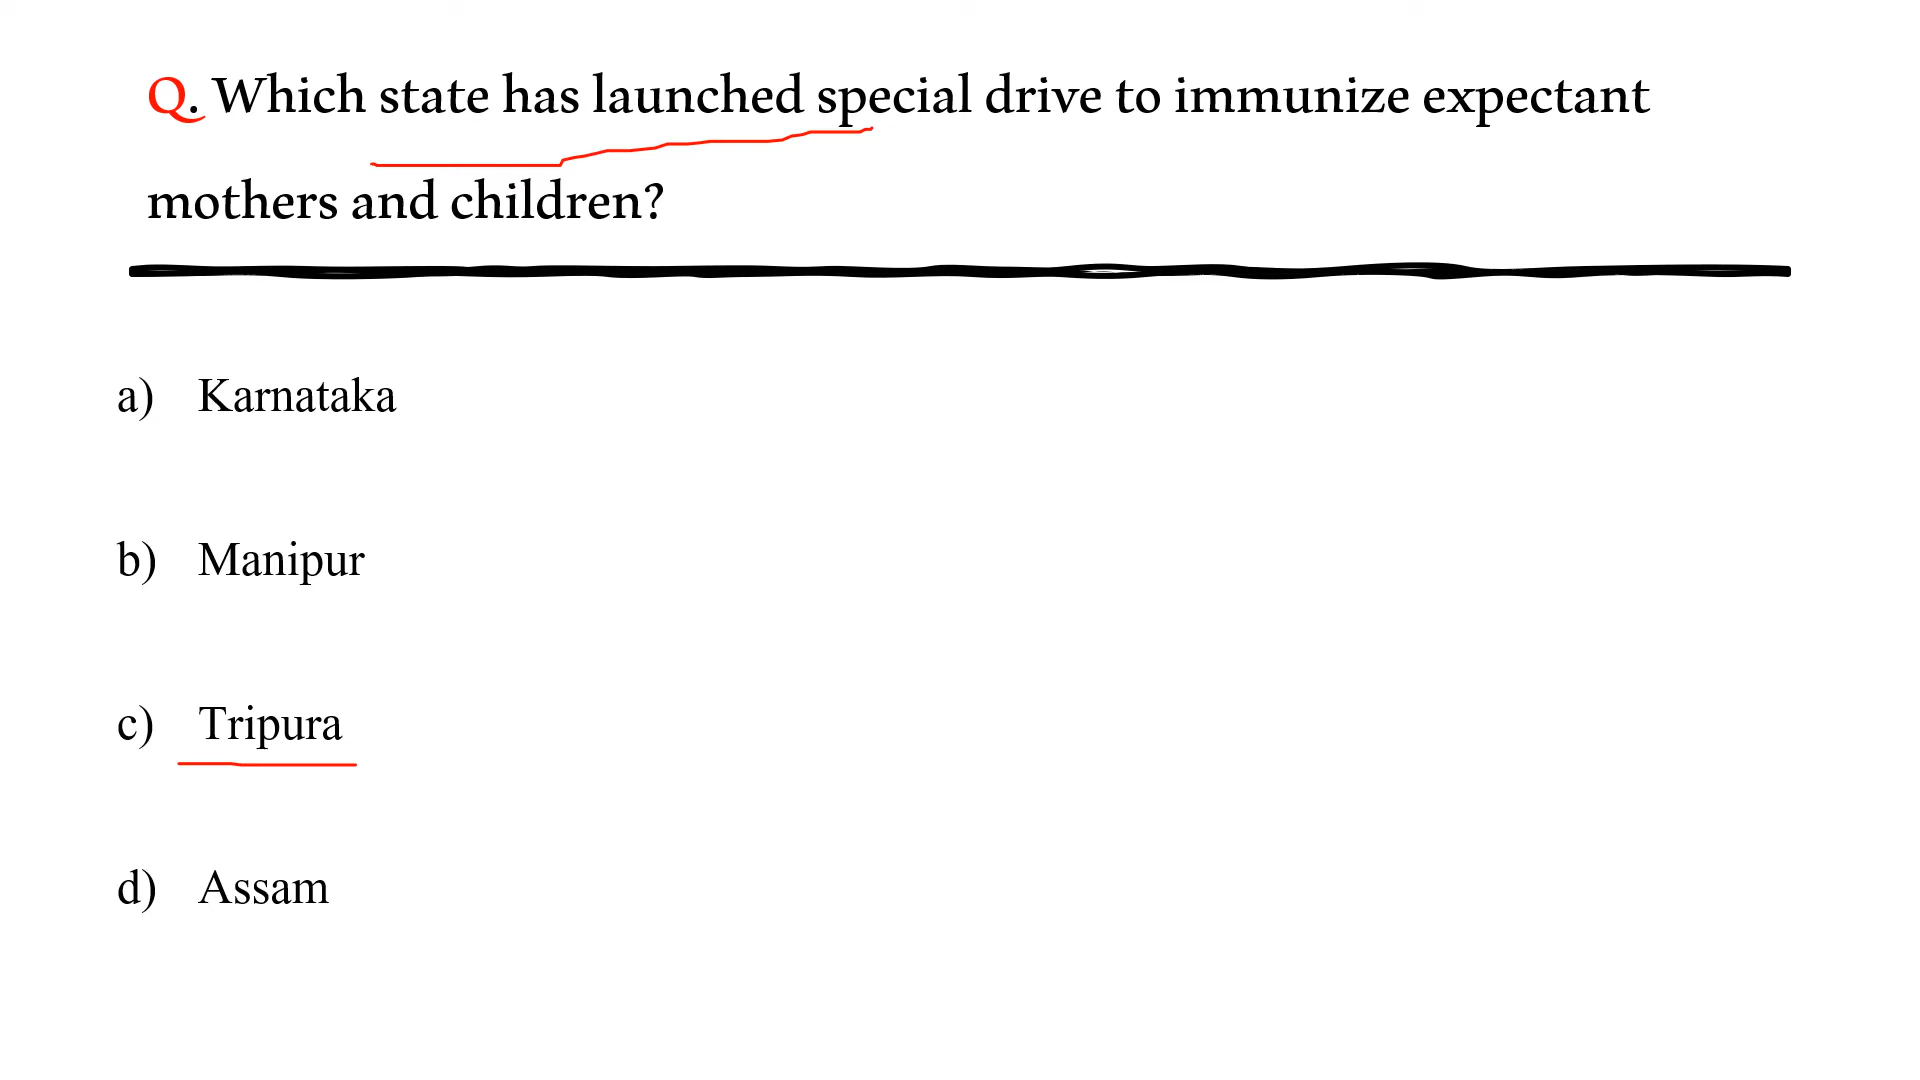 Q. Which state has launched special drive to immunize expectant
mothers and children?
a) Karnataka
b) Manipur
c) Tripura
d) Assam